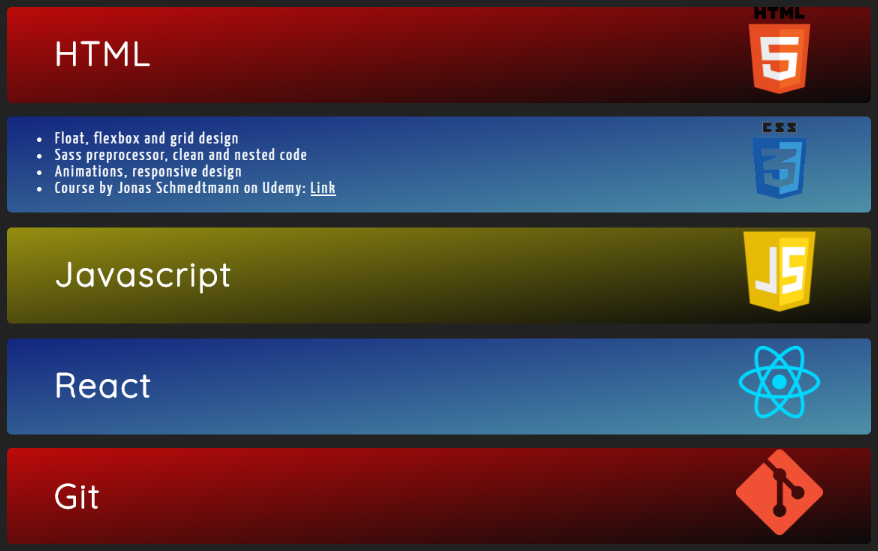 HTML
HTML
5
Float, flexbox and grid design
Sass preprocessor, clean and nested code
Animations, responsive design
Course by Jonas Schmedtmann on Udemy: Link
CSS
3
Javascript
JS
React
Git